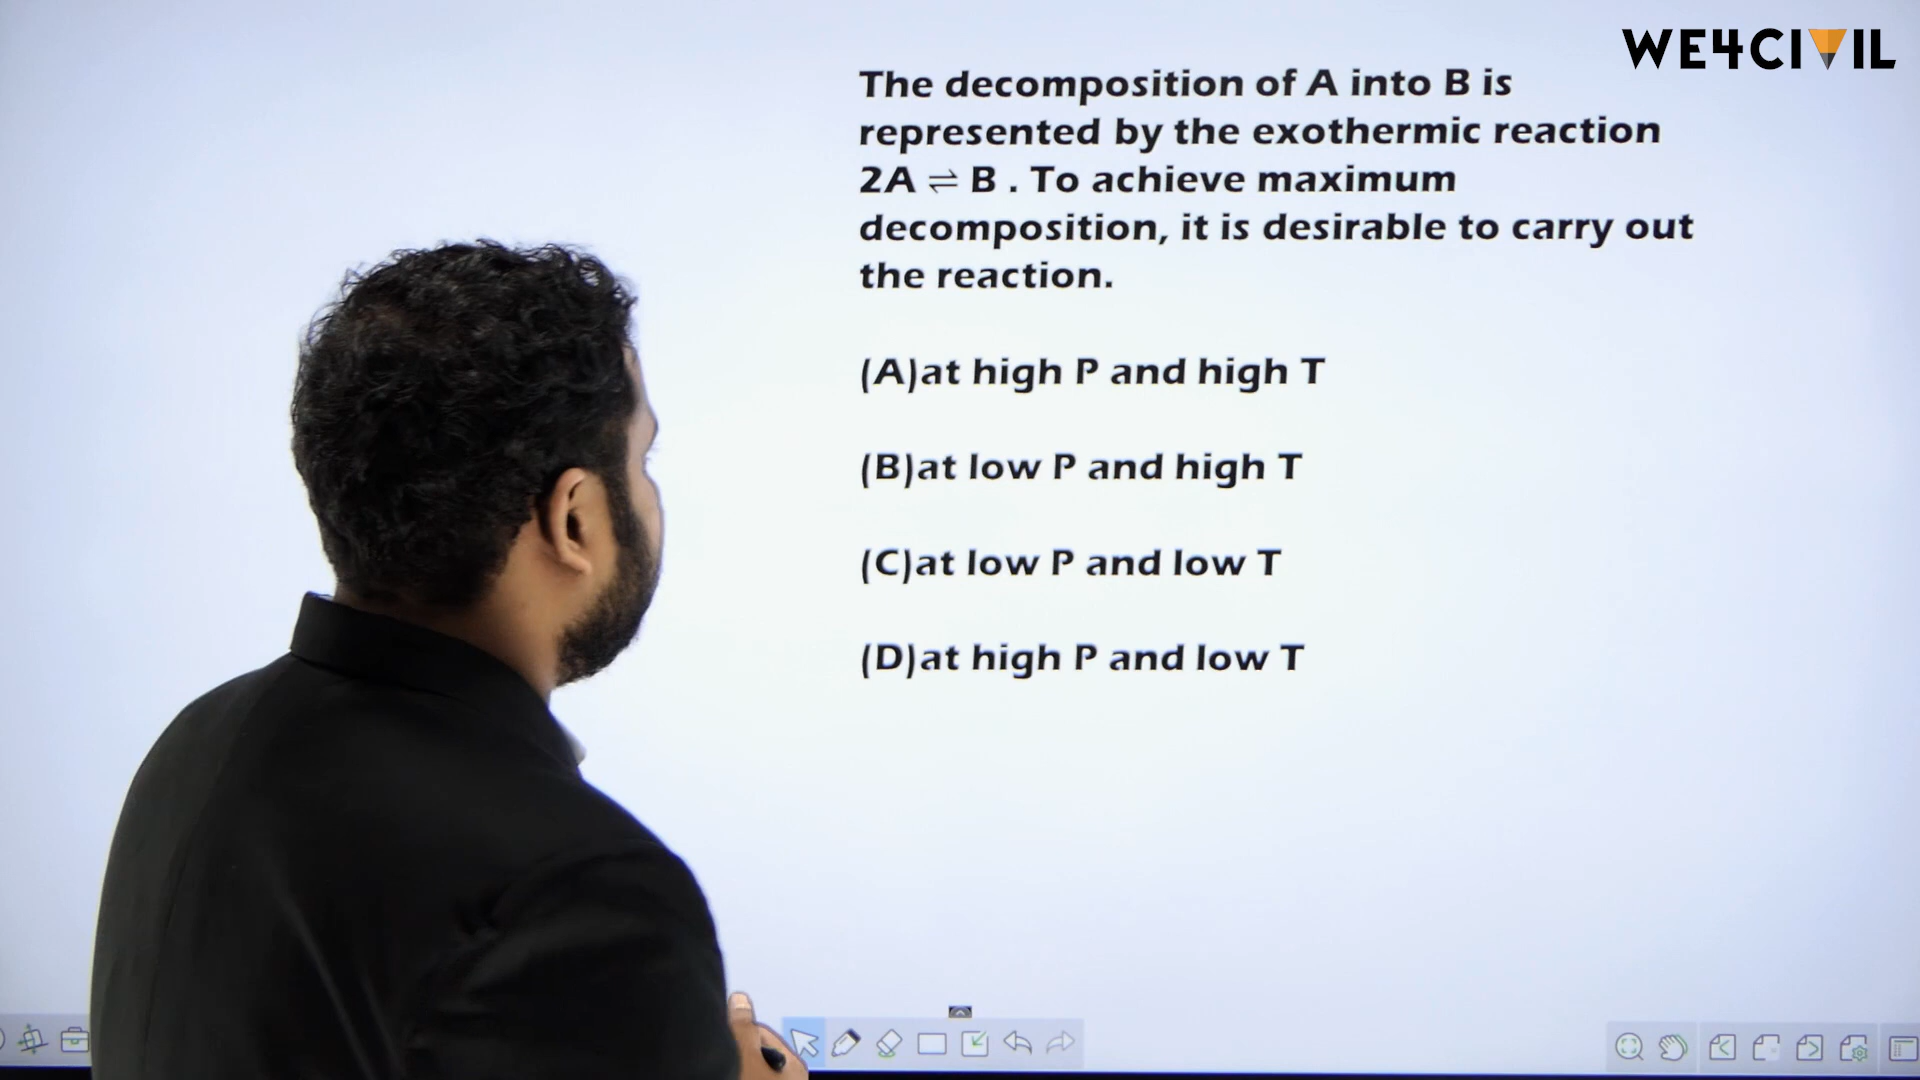 WE4CIVIL
The decomposition of A into B is
represented by the exothermic reaction
2A ⇌ B . To achieve maximum
decomposition, it is desirable to carry out
the reaction.
(A)at high P and high T
(B)at low P and high T
(C)at low P and low T
(D)at high P and low T